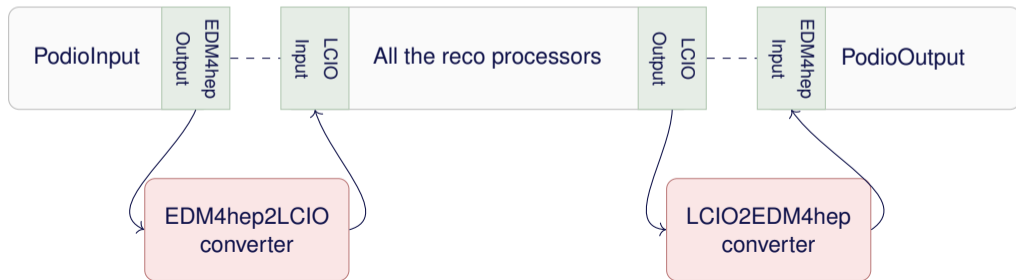 PodioInput
EDM4hep
Output
LCIO
Input
All the reco processors
LCIO
Output
EDM4hep
Input
PodioOutput
EDM4hep2LCIO
converter
LCIO2EDM4hep
converter